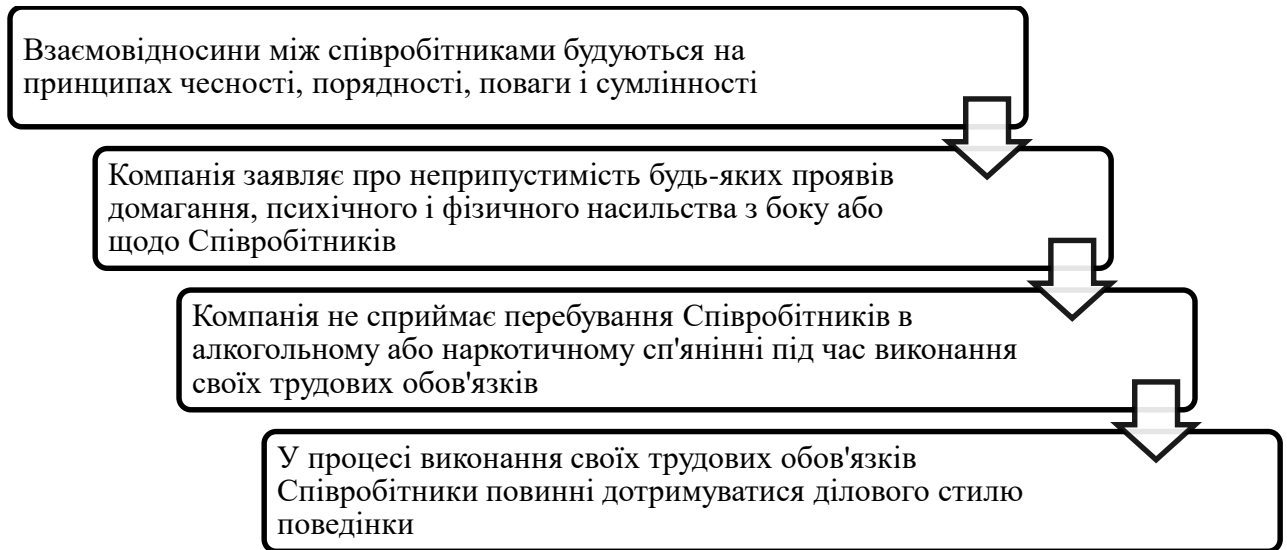 Взаємовідносини між співробітниками будуються на
принципах чесності, порядності, поваги і сумлінності
Компанія заявляє про неприпустимість будь-яких проявів
домагання, психічного і фізичного насильства з боку або
щодо Співробітників
Компанія не сприймає перебування Співробітників в
алкогольному або наркотичному сп'янінні під час виконання
своїх трудових обов'язків
У процесі виконання своїх трудових обов'язків
Співробітники повинні дотримуватися ділового стилю
поведінки